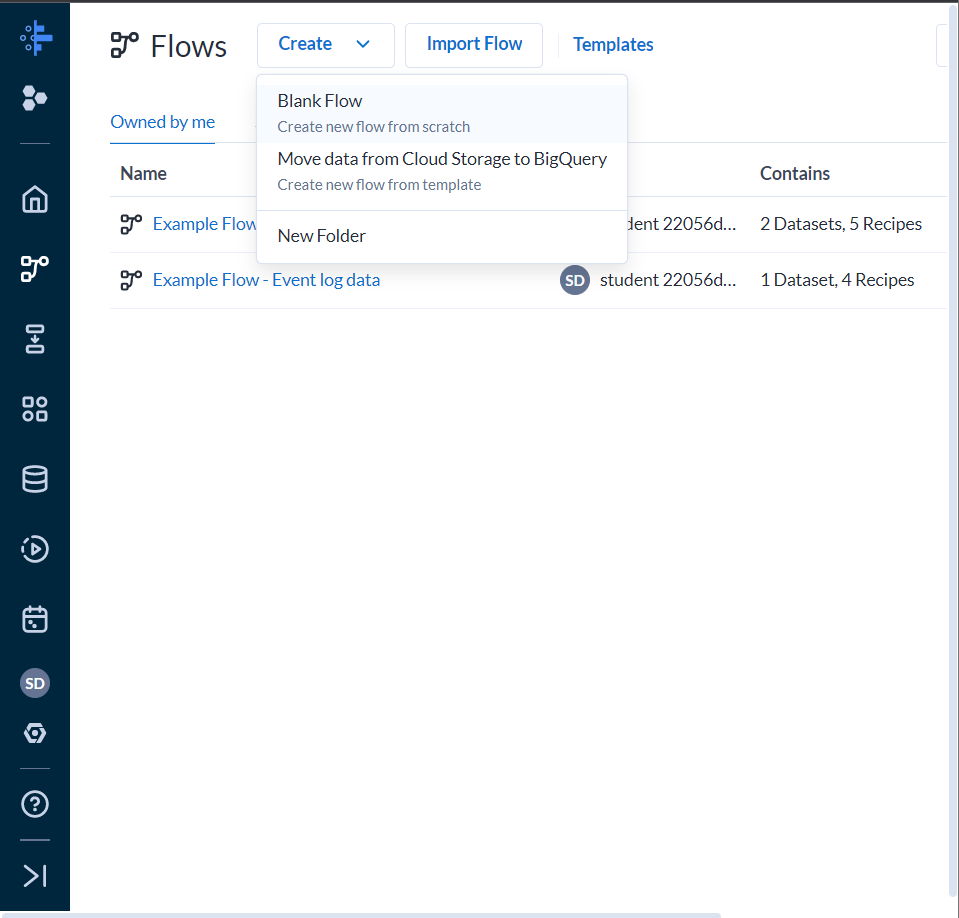 Flows
Create
Import Flow
Templates
Blank Flow
Create new flow from scratch
Move data from Cloud Storage to BigQuery
Create new flow from template
New Folder
Owned by me
Name
Contains
Example Flow
22056d...
2 Datasets, 5 Recipes
Example Flow - Event log data
SD
student 22056d...
1 Dataset, 4 Recipes
SD